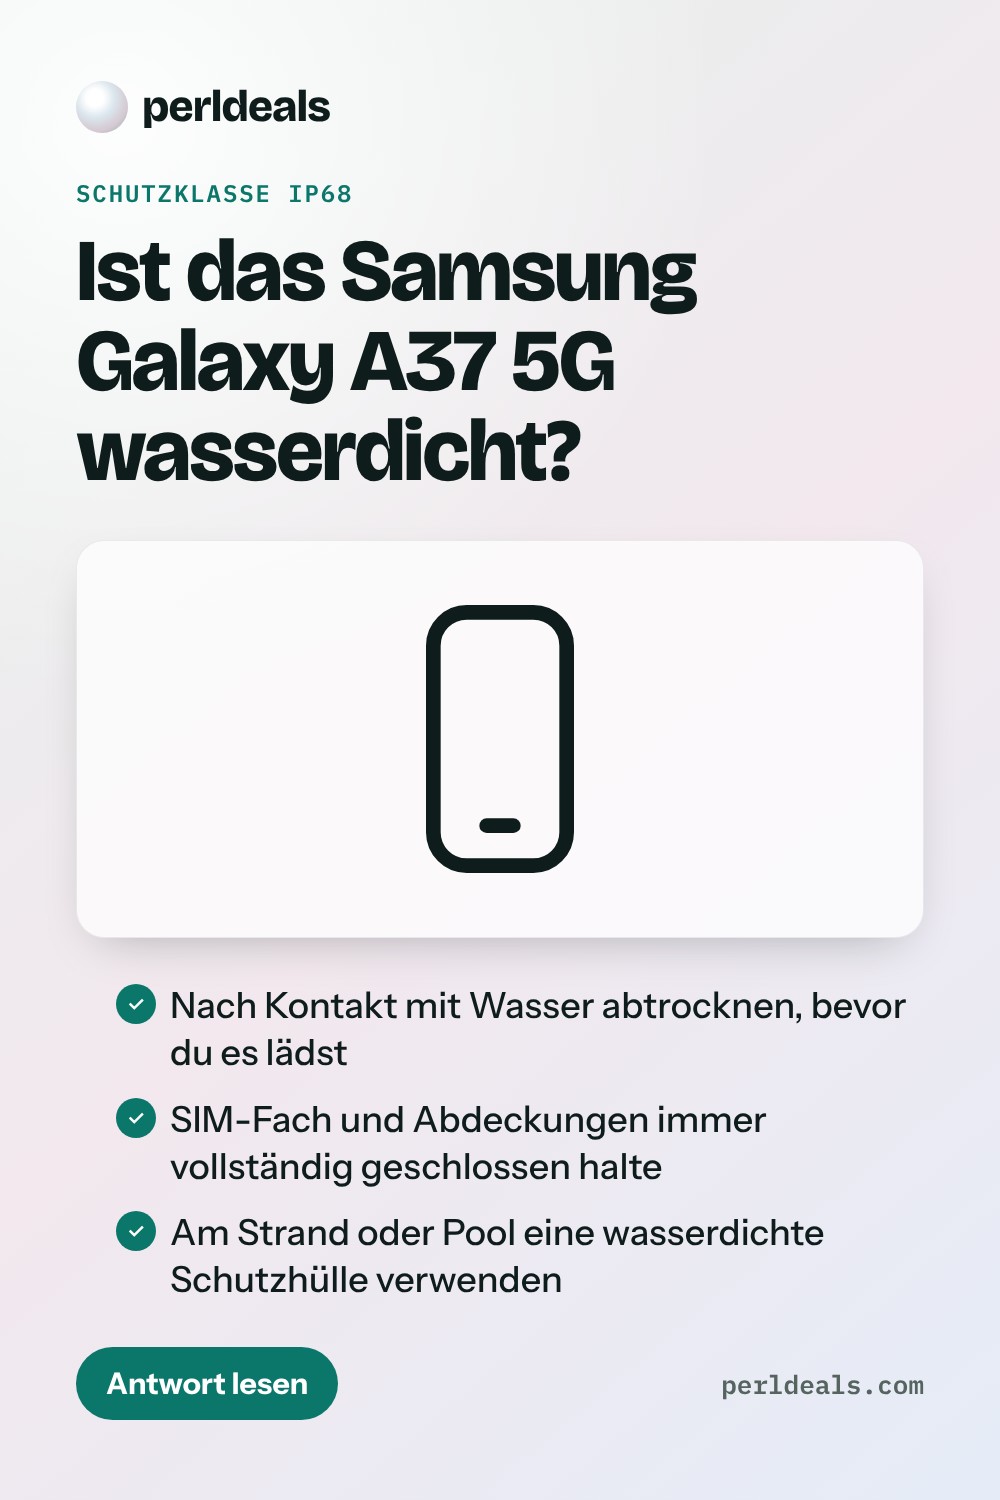 perldeals
SCHUTZKLASSE IP68
Ist das Samsung
Galaxy A37 5G
wasserdicht?
Nach Kontakt mit Wasser abtrocknen, bevor
du es lädst
SIM-Fach und Abdeckungen immer
vollständig geschlossen halte
Am Strand oder Pool eine wasserdichte
Schutzhülle verwenden
Antwort lesen
perldeals.com